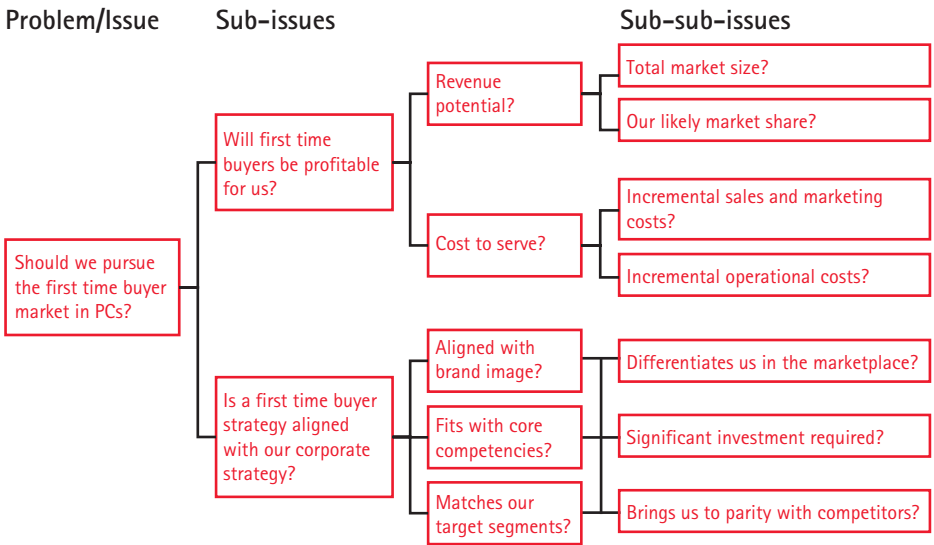 Problem/Issue
Sub-issues
Sub-sub-issues
Should we pursue
the first time buyer
market in PCs?
Will first time
buyers be profitable
for us?
Revenue
potential?
Total market size?
Our likely market share?
Cost to serve?
Incremental sales and marketing
costs?
Incremental operational costs?
Is a first time buyer
strategy aligned
with our corporate
strategy?
Aligned with
brand image?
Fits with core
competencies?
Matches our
target segments?
Differentiates us in the marketplace?
Significant investment required?
Brings us to parity with competitors?